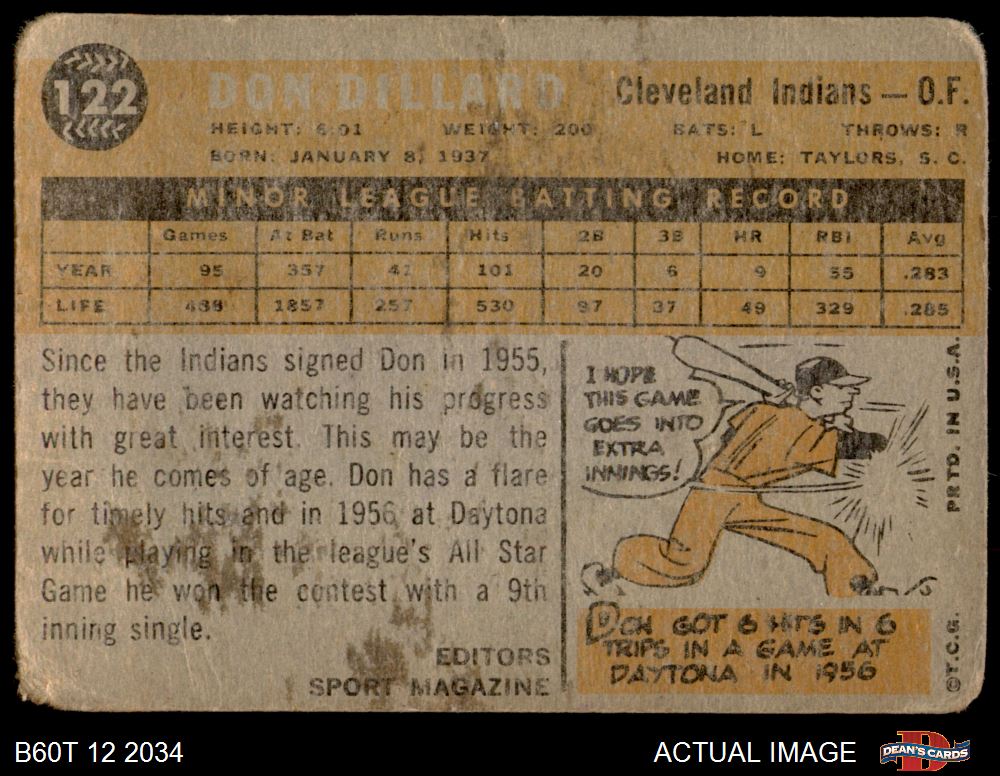 122
DON DILLARD
Cleveland Indians — O.F.
HEIGHT: 6:01 WEIGHT: 200 BATS: L THROWS: R
BORN: JANUARY 8, 1937 HOME: TAYLORS, S. C.
MINOR LEAGUE BATTING RECORD
Games At Bat Runs Hits 2B 3B HR RBI Avg
YEAR 95 357 41 101 20 6 9 55 .283
LIFE 488 1857 257 530 97 37 49 329 .285
Since the Indians signed Don in 1955,
they have been watching his progress
with great interest. This may be the
year he comes of age. Don has a flare
for timely hits and in 1956 at Daytona
while playing in the league's All Star
Game he won the contest with a 9th
inning single.
EDITORS
SPORT MAGAZINE
I HOPE
THIS GAME
GOES INTO
EXTRA
INNINGS!
DON GOT 6 HITS IN 6
TRIPS IN A GAME AT
DAYTONA IN 1956
PRTD. IN U.S.A.
©T.C.G.
B60T 12 2034
ACTUAL IMAGE
DEAN'S CARDS